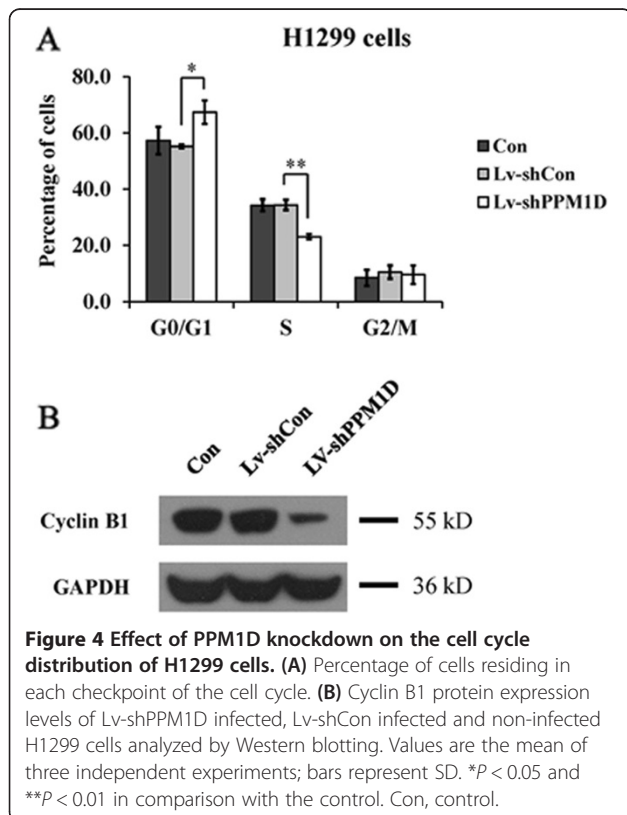 A
H1299 cells
Percentage of cells
80.0
60.0
40.0
20.0
0.0
*
**
Con
Lv-shCon
Lv-shPPM1D
G0/G1
S
G2/M
B
Con
Lv-shCon
Lv-shPPM1D
Cyclin B1
55 kD
GAPDH
36 kD
Figure 4 Effect of PPM1D knockdown on the cell cycle
distribution of H1299 cells. (A) Percentage of cells residing in
each checkpoint of the cell cycle. (B) Cyclin B1 protein expression
levels of Lv-shPPM1D infected, Lv-shCon infected and non-infected
H1299 cells analyzed by Western blotting. Values are the mean of
three independent experiments; bars represent SD. *P < 0.05 and
**P < 0.01 in comparison with the control. Con, control.